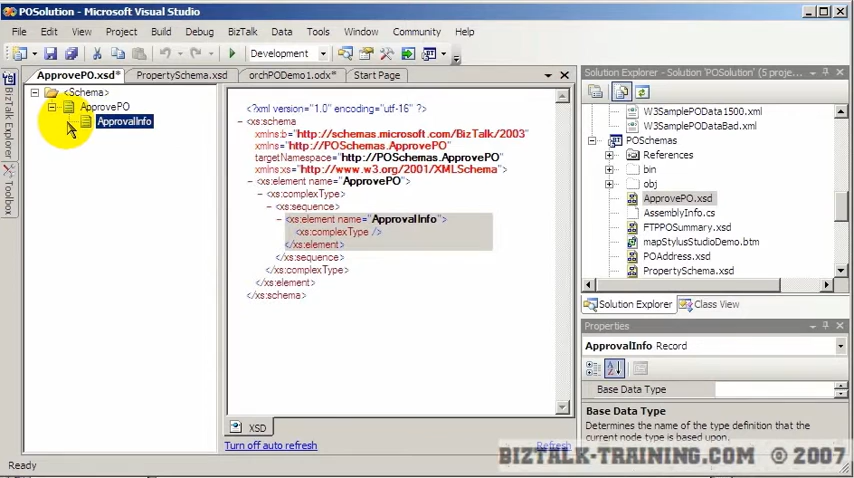 POSolution - Microsoft Visual Studio
File Edit View Project Build Debug BizTalk Data Tools Window Community Help
Development
ApprovePO.xsd* PropertySchema.xsd orchPODemo1.odx* Start Page
BizTalk Explorer
Toolbox
<Schema>
ApprovePO
ApprovalInfo
<?xml version="1.0" encoding="utf-16" ?>
- <xs:schema
xmlns:b="http://schemas.microsoft.com/BizTalk/2003"
xmlns="http://POSchemas.ApprovePO"
targetNamespace="http://POSchemas.ApprovePO"
xmlns:xs="http://www.w3.org/2001/XMLSchema">
- <xs:element name="ApprovePO">
- <xs:complexType>
- <xs:sequence>
- <xs:element name="ApprovalInfo">
<xs:complexType />
</xs:element>
</xs:sequence>
</xs:complexType>
</xs:element>
</xs:schema>
XSD
Turn off auto refresh
Refresh
Solution Explorer - Solution 'POSolution' (5 proje...
W3SamplePOData1500.xml
W3SamplePODataBad.xml
POSchemas
References
bin
obj
ApprovePO.xsd
AssemblyInfo.cs
FTPPOSummary.xsd
mapStylusStudioDemo.btm
POAddress.xsd
PropertySchema.xsd
Solution Explorer Class View
Properties
ApprovalInfo Record
Base Data Type
Base Data Type
Determines the name of the type definition that the
current node type is based upon.
Ready
BIZTALK-TRAINING.COM © 2007